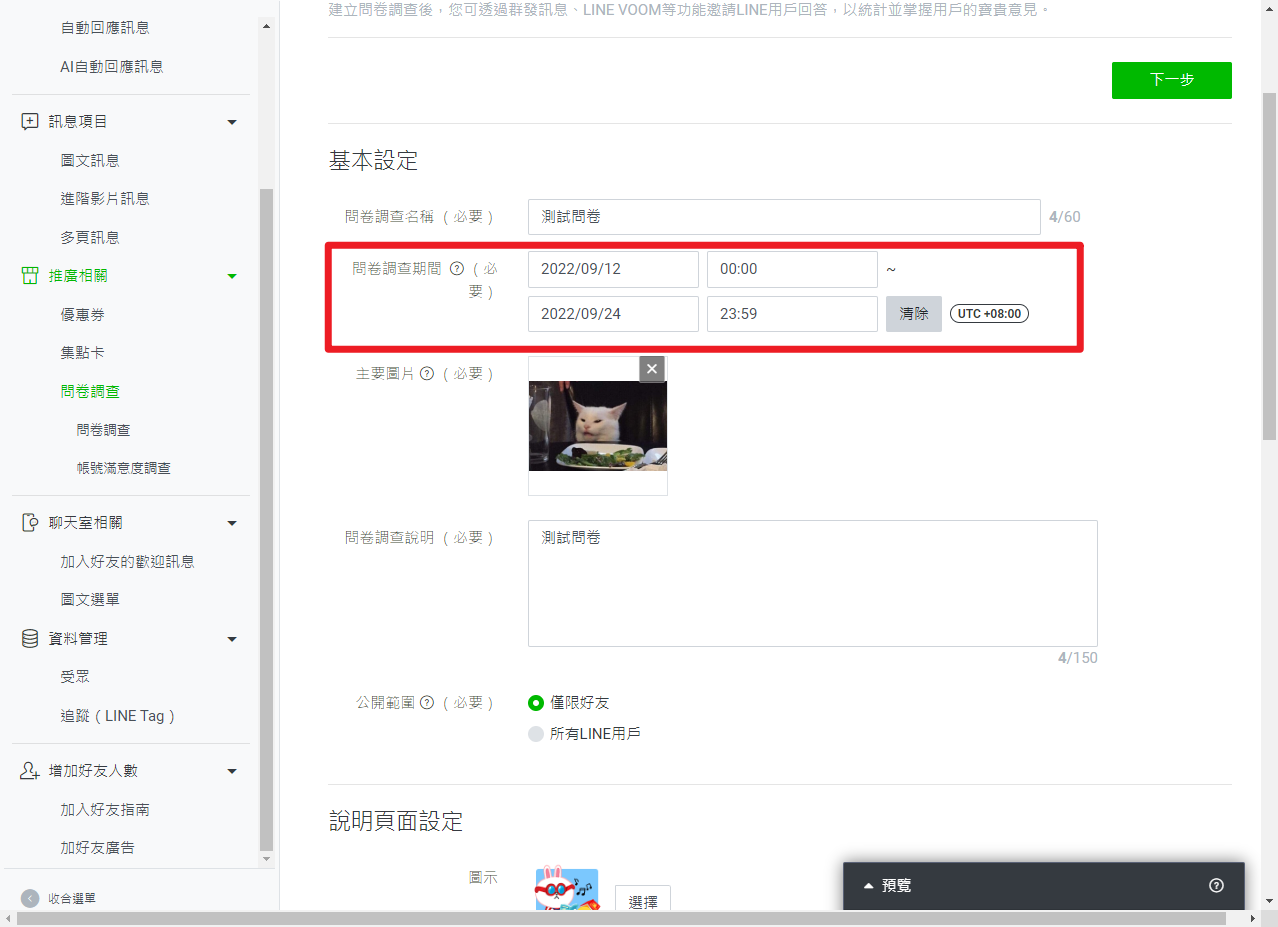 自動回應訊息
AI自動回應訊息
訊息項目
圖文訊息
進階影片訊息
多頁訊息
推廣相關
優惠券
集點卡
問卷調查
問卷調查
帳號滿意度調查
聊天室相關
加入好友的歡迎訊息
圖文選單
資料管理
受眾
追蹤（LINE Tag）
增加好友人數
加入好友指南
加好友廣告
收合選單
建立問卷調查後，您可透過群發訊息、LINE VOOM等功能邀請LINE用戶回答，以統計並掌握用戶的寶貴意見。
下一步
基本設定
問卷調查名稱（必要） 測試問卷 4/60
問卷調查期間 ?（必
要）
2022/09/12 00:00 ~
2022/09/24 23:59 清除 UTC +08:00
主要圖片 ?（必要）
問卷調查說明（必要） 測試問卷
4/150
公開範圍 ?（必要） 僅限好友
所有LINE用戶
說明頁面設定
圖示 選擇
預覽 ?